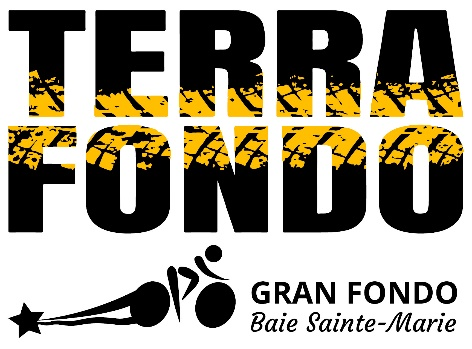 TERRA
FONDO
GRAN FONDO
Baie Sainte-Marie